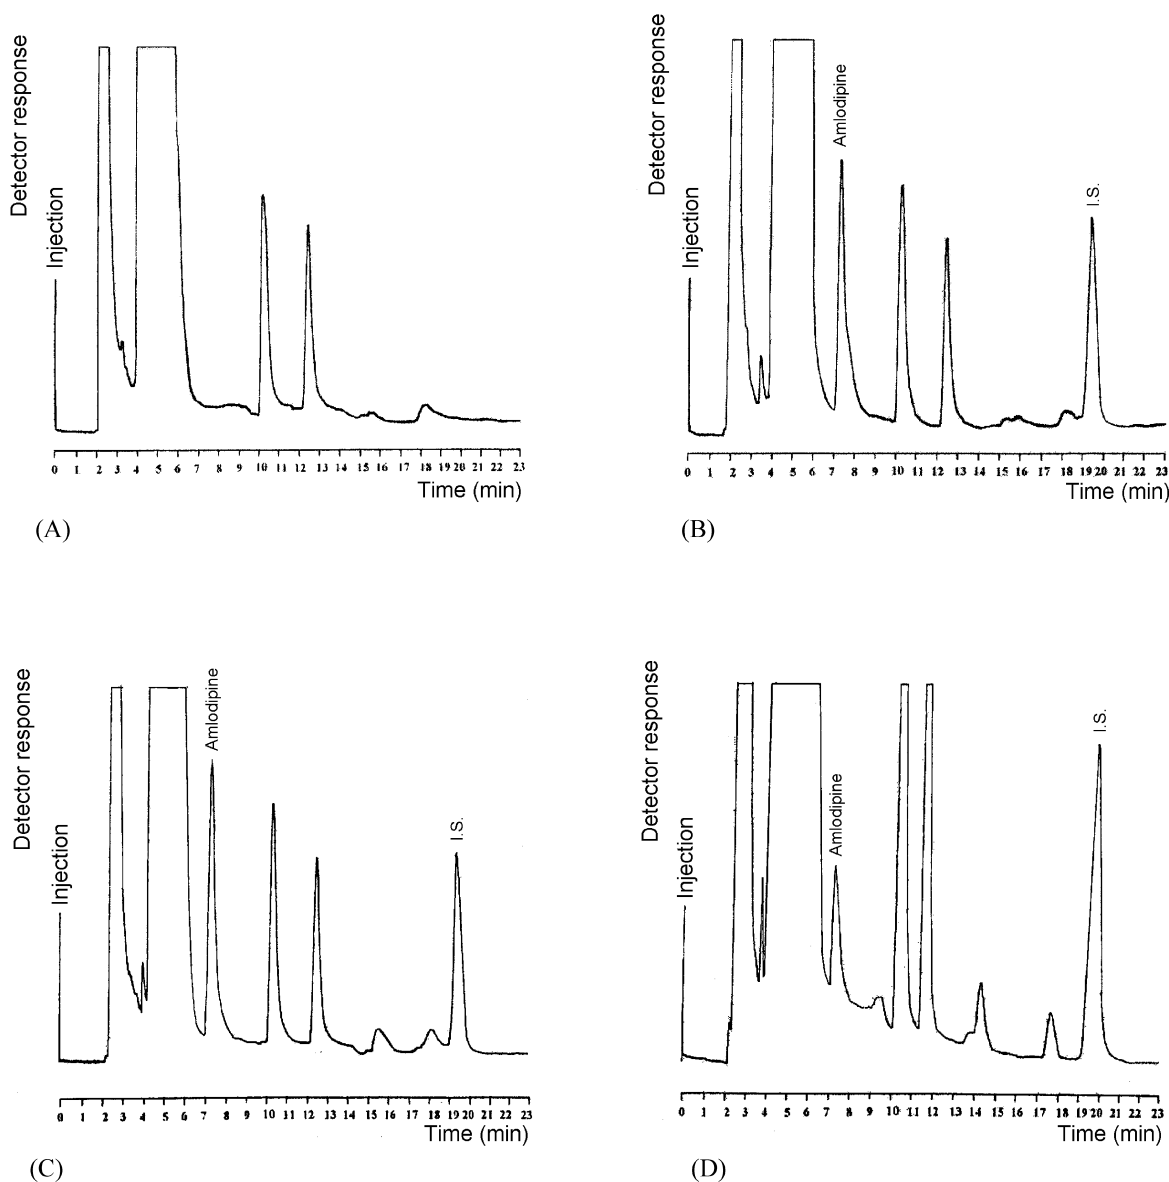 Detector response
Injection
0 1 2 3 4 5 6 7 8 9 10 11 12 13 14 15 16 17 18 19 20 21 22 23
Time (min)
(A)
Detector response
Injection
Amlodipine
I.S.
0 1 2 3 4 5 6 7 8 9 10 11 12 13 14 15 16 17 18 19 20 21 22 23
Time (min)
(B)
Detector response
Injection
Amlodipine
I.S.
0 1 2 3 4 5 6 7 8 9 10 11 12 13 14 15 16 17 18 19 20 21 22 23
Time (min)
(C)
Detector response
Injection
Amlodipine
I.S.
0 1 2 3 4 5 6 7 8 9 10 11 12 13 14 15 16 17 18 19 20 21 22 23
Time (min)
(D)